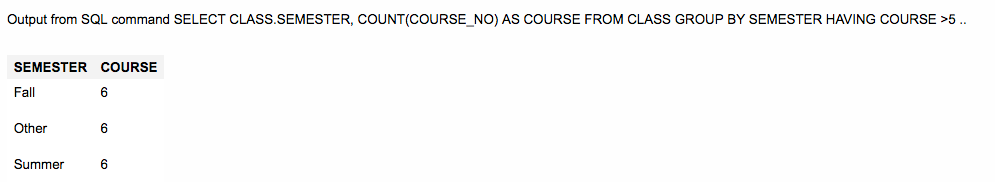 Output from SQL command SELECT CLASS.SEMESTER, COUNT(COURSE_NO) AS COURSE FROM CLASS GROUP BY SEMESTER HAVING COURSE >5 ..
SEMESTER COURSE
Fall 6
Other 6
Summer 6